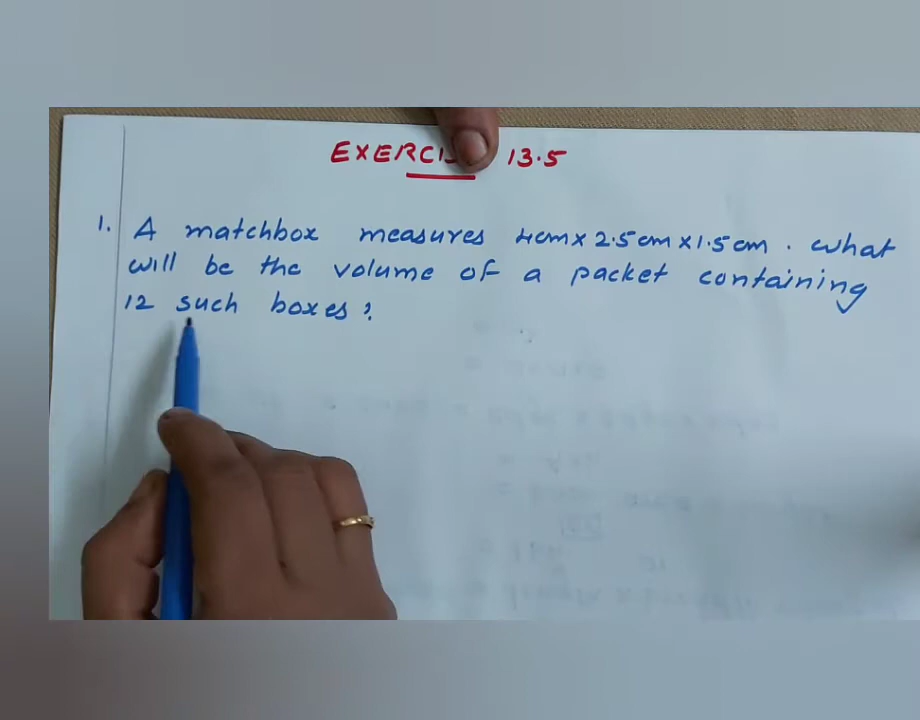 EXERCI 13.5
1. A matchbox measures 4cm x 2.5cm x 1.5cm. what
will be the volume of a packet containing
12 such boxes?